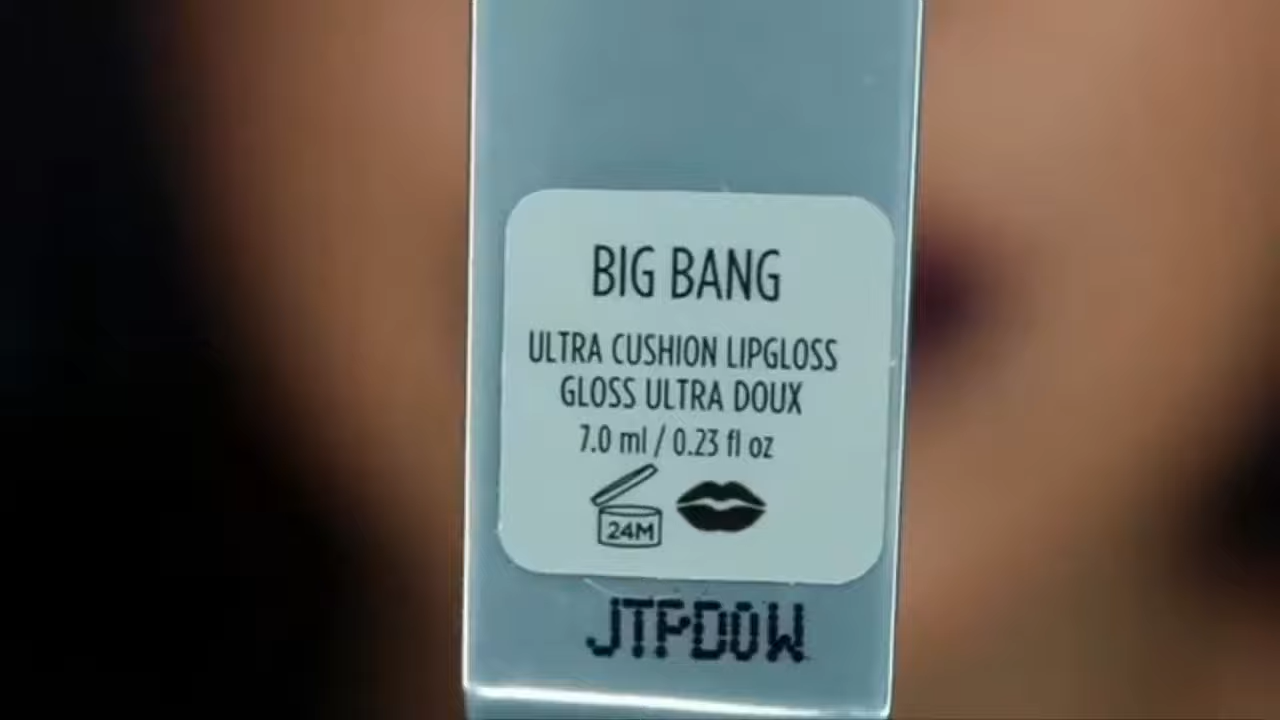 BIG BANG
ULTRA CUSHION LIPGLOSS
GLOSS ULTRA DOUX
7.0 ml / 0.23 fl oz
24M
JTPDOW